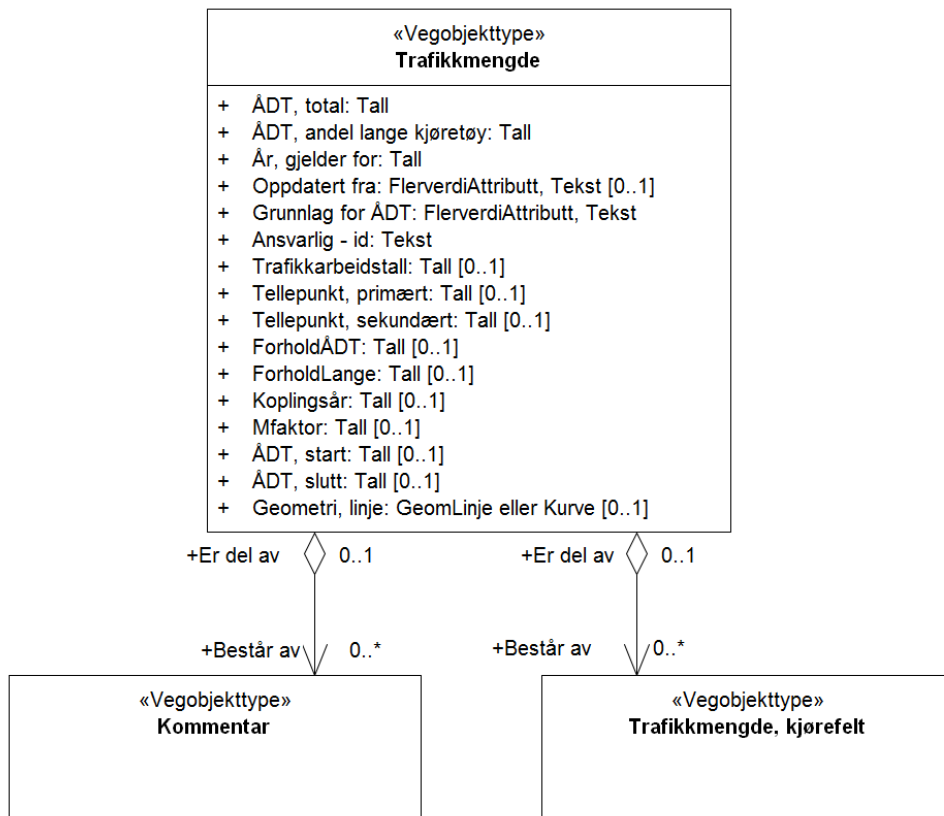 «Vegobjekttype»
Trafikkmengde
+ ÅDT, total: Tall
+ ÅDT, andel lange kjøretøy: Tall
+ År, gjelder for: Tall
+ Oppdatert fra: FlerverdiAttributt, Tekst [0..1]
+ Grunnlag for ÅDT: FlerverdiAttributt, Tekst
+ Ansvarlig - id: Tekst
+ Trafikkarbeidstall: Tall [0..1]
+ Tellepunkt, primært: Tall [0..1]
+ Tellepunkt, sekundært: Tall [0..1]
+ ForholdÅDT: Tall [0..1]
+ ForholdLange: Tall [0..1]
+ Koplingsår: Tall [0..1]
+ Mfaktor: Tall [0..1]
+ ÅDT, start: Tall [0..1]
+ ÅDT, slutt: Tall [0..1]
+ Geometri, linje: GeomLinje eller Kurve [0..1]
+Er del av 0..1 +Er del av 0..1
+Består av 0..* +Består av 0..*
«Vegobjekttype»
Kommentar
«Vegobjekttype»
Trafikkmengde, kjørefelt